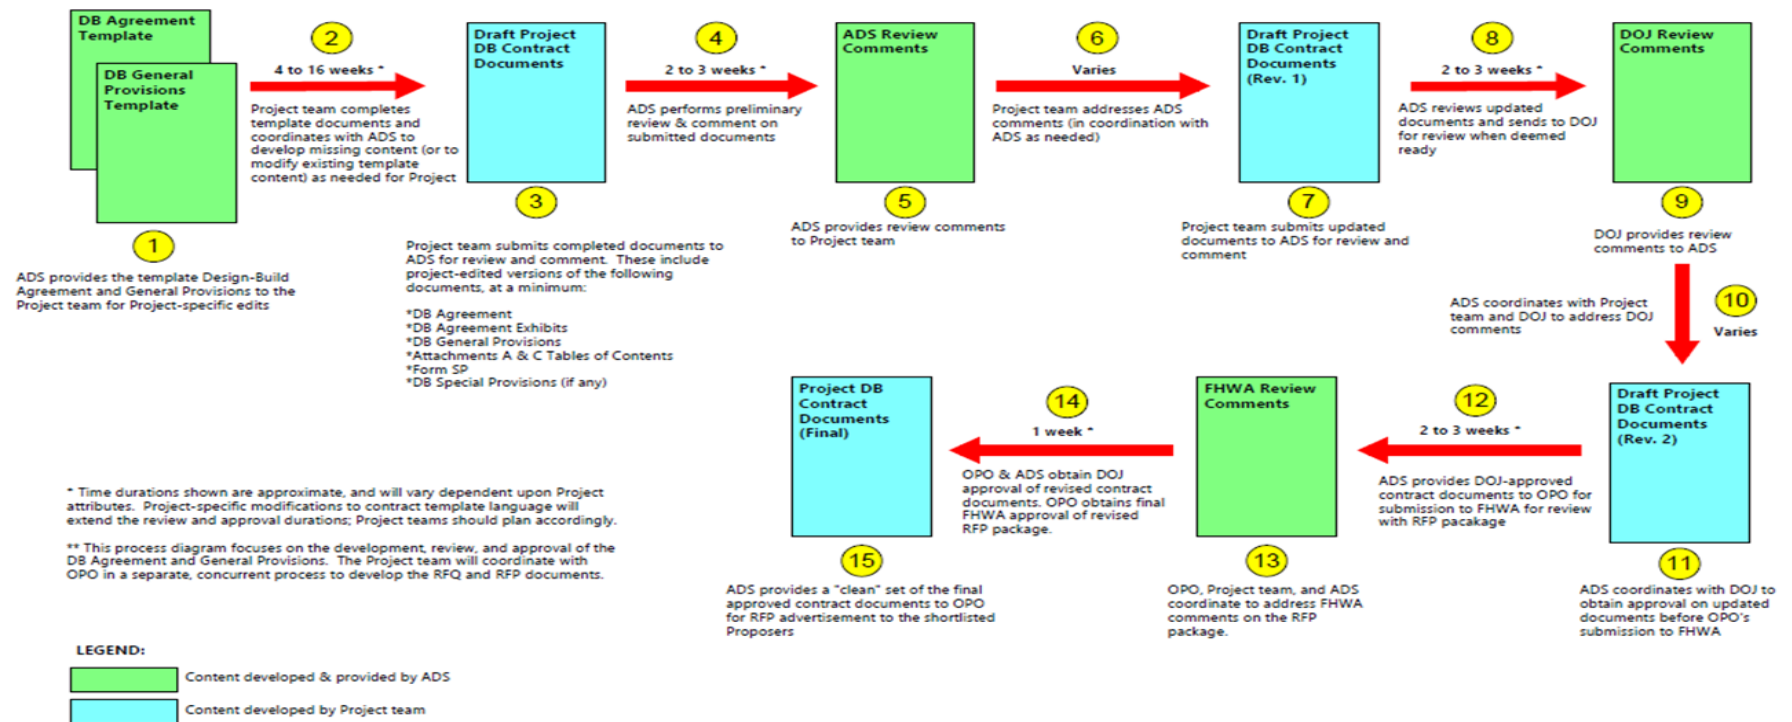 DB Agreement
Template
DB General
Provisions
Template
1
ADS provides the template Design-Build
Agreement and General Provisions to the
Project team for Project-specific edits
2
4 to 16 weeks *
Project team completes
template documents and
coordinates with ADS to
develop missing content (or to
modify existing template
content) as needed for Project
Draft Project
DB Contract
Documents
3
Project team submits completed documents to
ADS for review and comment. These include
project-edited versions of the following
documents, at a minimum:
*DB Agreement
*DB Agreement Exhibits
*DB General Provisions
*Attachments A & C Tables of Contents
*Form SP
*DB Special Provisions (if any)
4
2 to 3 weeks *
ADS performs preliminary
review & comment on
submitted documents
ADS Review
Comments
5
ADS provides review comments
to Project team
6
Varies
Project team addresses ADS
comments (in coordination with
ADS as needed)
Draft Project
DB Contract
Documents
(Rev. 1)
7
Project team submits updated
documents to ADS for review and
comment
8
2 to 3 weeks *
ADS reviews updated
documents and sends to DOJ
for review when deemed
ready
DOJ Review
Comments
9
DOJ provides review
comments to ADS
10
Varies
ADS coordinates with Project
team and DOJ to address DOJ
comments
Draft Project
DB Contract
Documents
(Rev. 2)
11
ADS coordinates with DOJ to
obtain approval on updated
documents before OPO's
submission to FHWA
12
2 to 3 weeks *
ADS provides DOJ-approved
contract documents to OPO for
submission to FHWA for review
with RFP pacakage
FHWA Review
Comments
13
OPO, Project team, and ADS
coordinate to address FHWA
comments on the RFP
package.
14
1 week *
OPO & ADS obtain DOJ
approval of revised contract
documents. OPO obtains final
FHWA approval of revised
RFP package.
Project DB
Contract
Documents
(Final)
15
ADS provides a "clean" set of the final
approved contract documents to OPO
for RFP advertisement to the shortlisted
Proposers
* Time durations shown are approximate, and will vary dependent upon Project
attributes. Project-specific modifications to contract template language will
extend the review and approval durations; Project teams should plan accordingly.
** This process diagram focuses on the development, review, and approval of the
DB Agreement and General Provisions. The Project team will coordinate with
OPO in a separate, concurrent process to develop the RFQ and RFP documents.
LEGEND:
Content developed & provided by ADS
Content developed by Project team